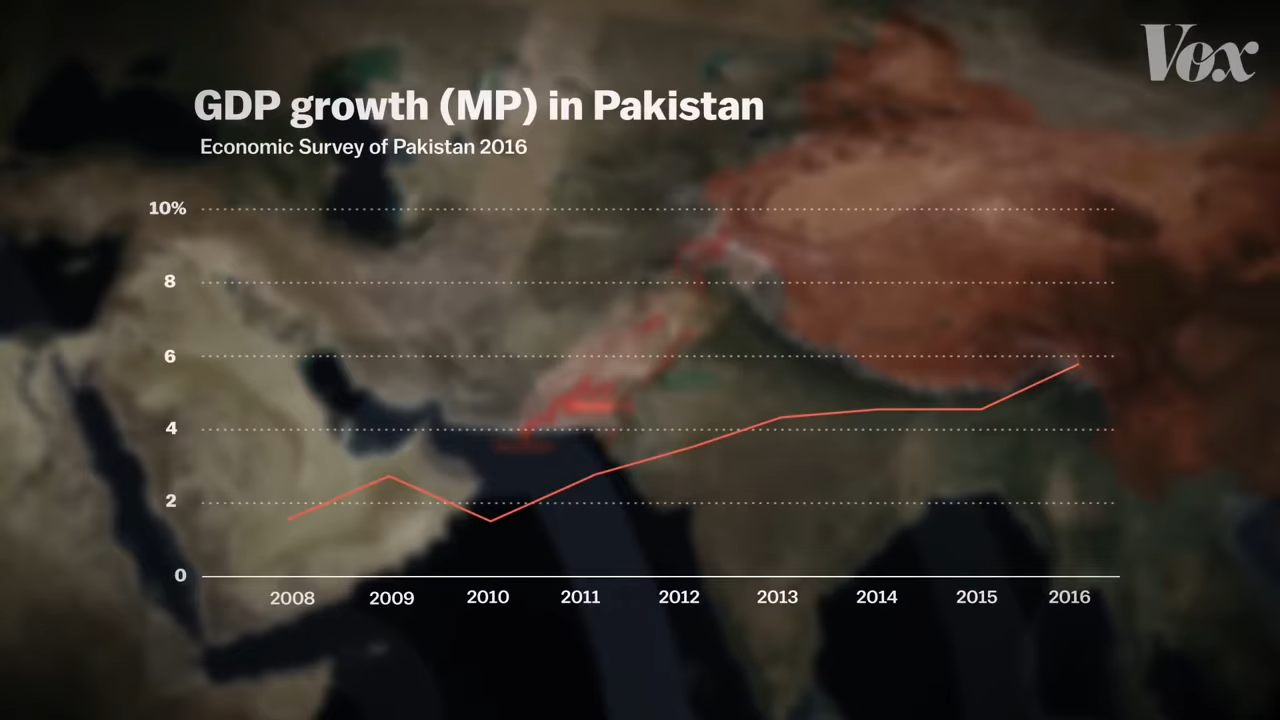 Vox
GDP growth (MP) in Pakistan
Economic Survey of Pakistan 2016
10%
8
6
4
2
0
2008 2009 2010 2011 2012 2013 2014 2015 2016